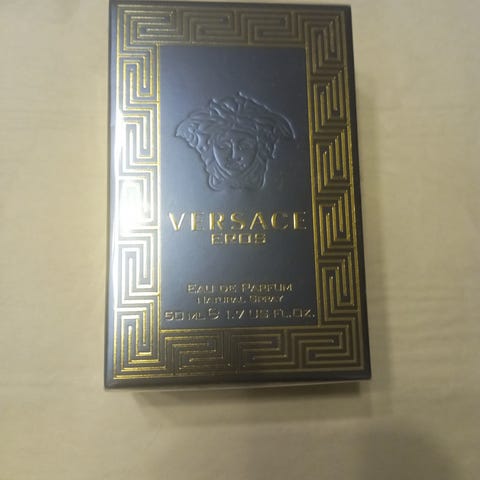 VERSACE
EROS
EAU DE PARFUM
NATURAL SPRAY
50 ML ℮ 1.7 US FL.OZ.